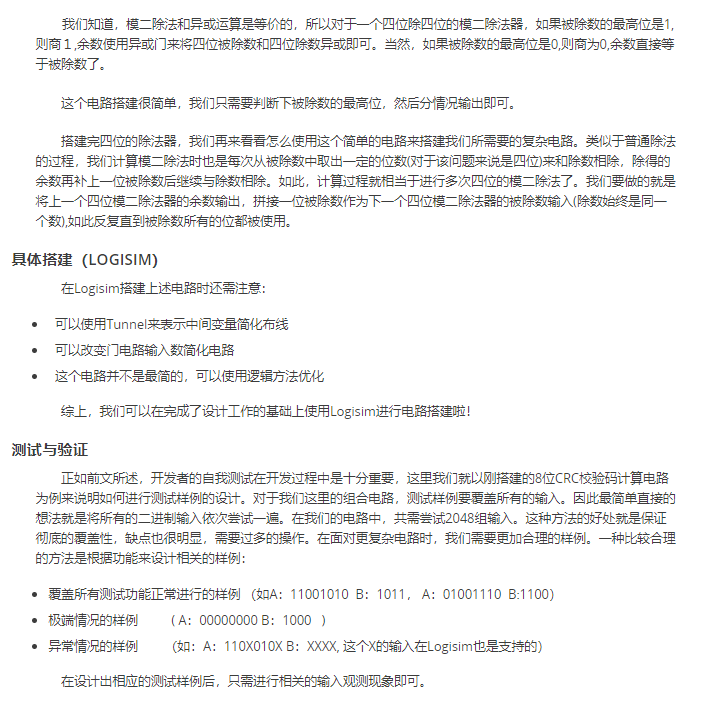 我们知道，模二除法和异或运算是等价的，所以对于一个四位除四位的模二除法器，如果被除数的最高位是1,
则商１,余数使用异或门来将四位被除数和四位除数异或即可。当然，如果被除数的最高位是0,则商为0,余数直接等
于被除数了。
这个电路搭建很简单，我们只需要判断下被除数的最高位，然后分情况输出即可。
搭建完四位的除法器，我们再来看看怎么使用这个简单的电路来搭建我们所需要的复杂电路。类似于普通除法
的过程，我们计算模二除法时也是每次从被除数中取出一定的位数(对于该问题来说是四位)来和除数相除，除得的
余数再补上一位被除数后继续与除数相除。如此，计算过程就相当于进行多次四位的模二除法了。我们要做的就是
将上一个四位模二除法器的余数输出，拼接一位被除数作为下一个四位模二除法器的被除数输入(除数始终是同一
个数),如此反复直到被除数所有的位都被使用。
具体搭建（LOGISIM）
在Logisim搭建上述电路时还需注意：
• 可以使用Tunnel来表示中间变量简化布线
• 可以改变门电路输入数简化电路
• 这个电路并不是最简的，可以使用逻辑方法优化
综上，我们可以在完成了设计工作的基础上使用Logisim进行电路搭建啦！
测试与验证
正如前文所述，开发者的自我测试在开发过程中是十分重要，这里我们就以刚搭建的8位CRC校验码计算电路
为例来说明如何进行测试样例的设计。对于我们这里的组合电路，测试样例要覆盖所有的输入。因此最简单直接的
想法就是将所有的二进制输入依次尝试一遍。在我们的电路中，共需尝试2048组输入。这种方法的好处就是保证
彻底的覆盖性，缺点也很明显，需要过多的操作。在面对更复杂电路时，我们需要更加合理的样例。一种比较合理
的方法是根据功能来设计相关的样例：
• 覆盖所有测试功能正常进行的样例 （如A：11001010 B：1011， A：01001110 B:1100）
• 极端情况的样例 （ A：00000000 B：1000 ）
• 异常情况的样例 （如：A：110X010X B：XXXX, 这个X的输入在Logisim也是支持的）
在设计出相应的测试样例后，只需进行相关的输入观测现象即可。